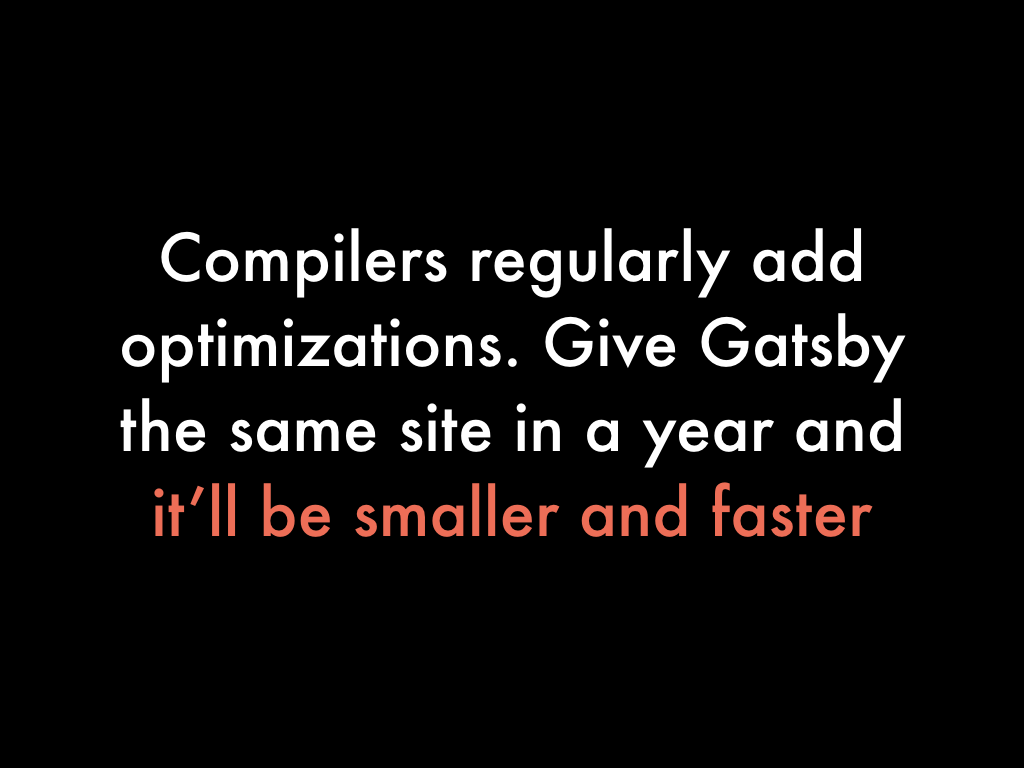 Compilers regularly add
optimizations. Give Gatsby
the same site in a year and
it’ll be smaller and faster